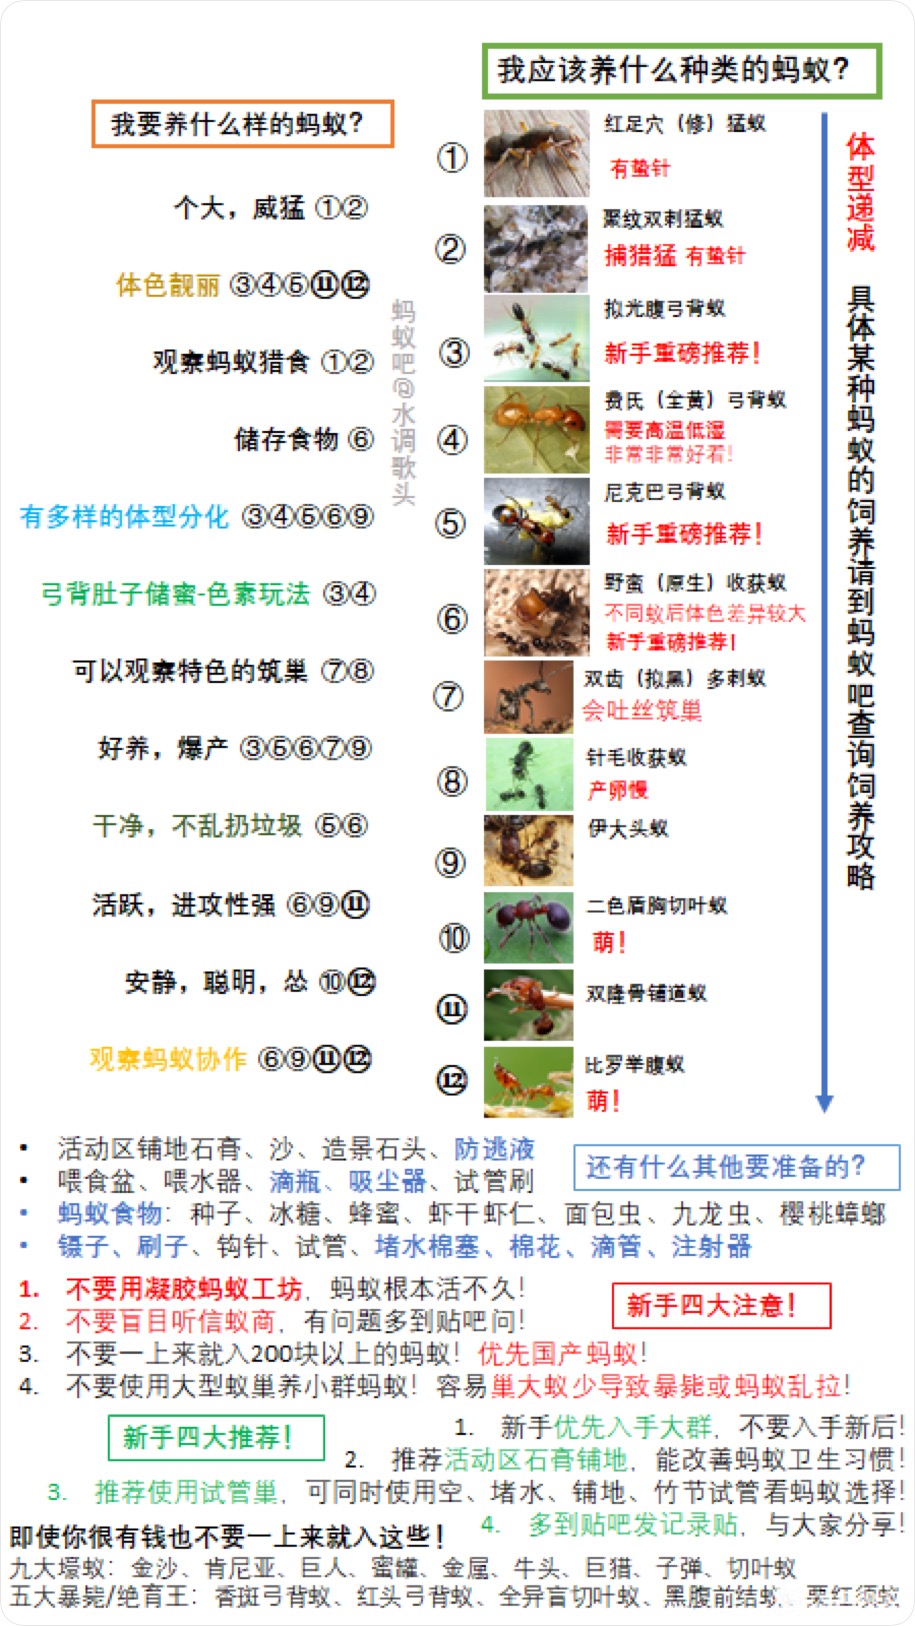 我应该养什么种类的蚂蚁？
我要养什么样的蚂蚁？
个大，威猛 ①②
体色靓丽 ③④⑤⑪⑫
观察蚂蚁猎食 ①②
储存食物 ⑥
有多样的体型分化 ③④⑤⑥⑨
弓背肚子储蜜-色素玩法 ③④
可以观察特色的筑巢 ⑦⑧
好养，爆产 ③⑤⑥⑦⑨
干净，不乱扔垃圾 ⑤⑥
活跃，进攻性强 ⑥⑨⑪
安静，聪明，怂 ⑩⑫
观察蚂蚁协作 ⑥⑨⑪⑫
蚂蚁吧@水调歌头
① 红足穴（修）猛蚁
有蛰针
② 聚纹双刺猛蚁
捕猎猛 有蛰针
③ 拟光腹弓背蚁
新手重磅推荐！
④ 费氏（全黄）弓背蚁
需要高温低湿
非常非常好看！
⑤ 尼克巴弓背蚁
新手重磅推荐！
⑥ 野蛮（原生）收获蚁
不同蚁后体色差异较大
新手重磅推荐！
⑦ 双齿（拟黑）多刺蚁
会吐丝筑巢
⑧ 针毛收获蚁
产卵慢
⑨ 伊大头蚁
⑩ 二色盾胸切叶蚁
萌！
⑪ 双隆骨铺道蚁
⑫ 比罗举腹蚁
萌！
体型递减
具体某种蚂蚁的饲养请到蚂蚁吧查询饲养攻略
还有什么其他要准备的？
• 活动区铺地石膏、沙、造景石头、防逃液
• 喂食盆、喂水器、滴瓶、吸尘器、试管刷
• 蚂蚁食物：种子、冰糖、蜂蜜、虾干虾仁、面包虫、九龙虫、樱桃蟑螂
• 镊子、刷子、钩针、试管、堵水棉塞、棉花、滴管、注射器
新手四大注意！
1. 不要用凝胶蚂蚁工坊，蚂蚁根本活不久！
2. 不要盲目听信蚁商，有问题多到贴吧问！
3. 不要一上来就入200块以上的蚂蚁！优先国产蚂蚁！
4. 不要使用大型蚁巢养小群蚂蚁！容易巢大蚁少导致暴毙或蚂蚁乱拉！
新手四大推荐！
1. 新手优先入手大群，不要入手新后！
2. 推荐活动区石膏铺地，能改善蚂蚁卫生习惯！
3. 推荐使用试管巢，可同时使用空、堵水、铺地、竹节试管看蚂蚁选择！
4. 多到贴吧发记录贴，与大家分享！
即使你很有钱也不要一上来就入这些！
九大壕蚁：金沙、肯尼亚、巨人、蜜罐、金属、牛头、巨猎、子弹、切叶蚁
五大暴毙/绝育王：香斑弓背蚁、红头弓背蚁、全异盲切叶蚁、黑腹前结蚁、栗红须蚁